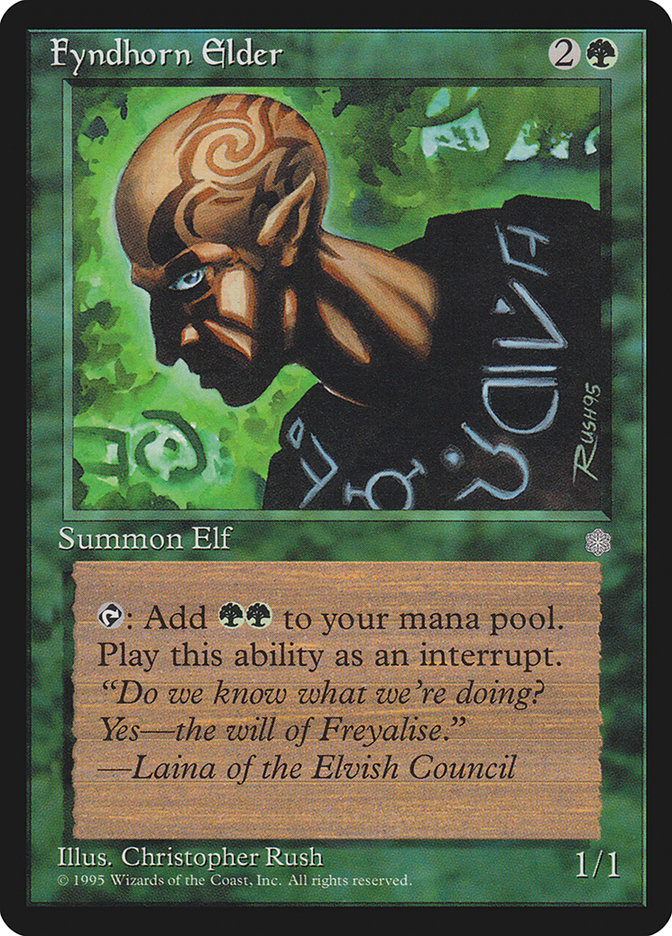 Fyndhorn Elder 2
RUSH95
Summon Elf
: Add to your mana pool.
Play this ability as an interrupt.
“Do we know what we’re doing?
Yes—the will of Freyalise.”
—Laina of the Elvish Council
Illus. Christopher Rush
1/1
© 1995 Wizards of the Coast, Inc. All rights reserved.